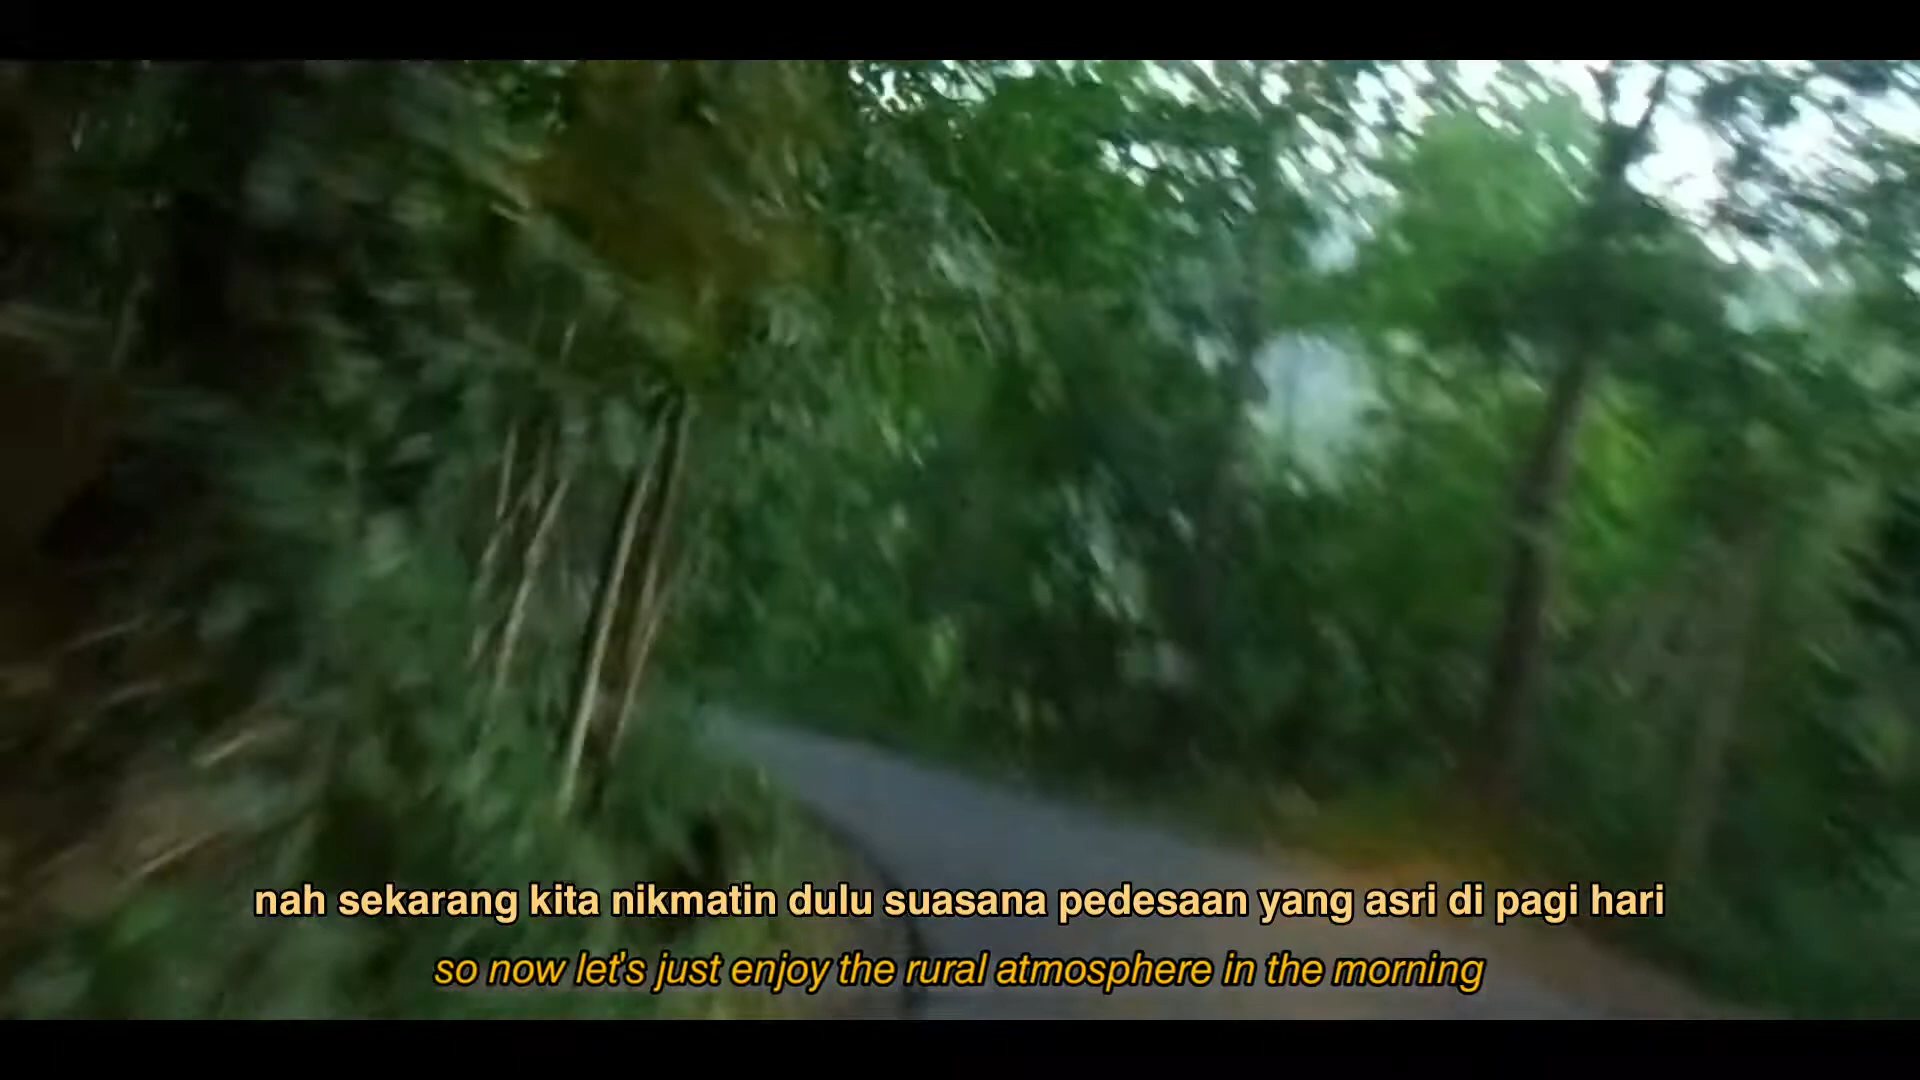 nah sekarang kita nikmatin dulu suasana pedesaan yang asri di pagi hari
so now let's just enjoy the rural atmosphere in the morning